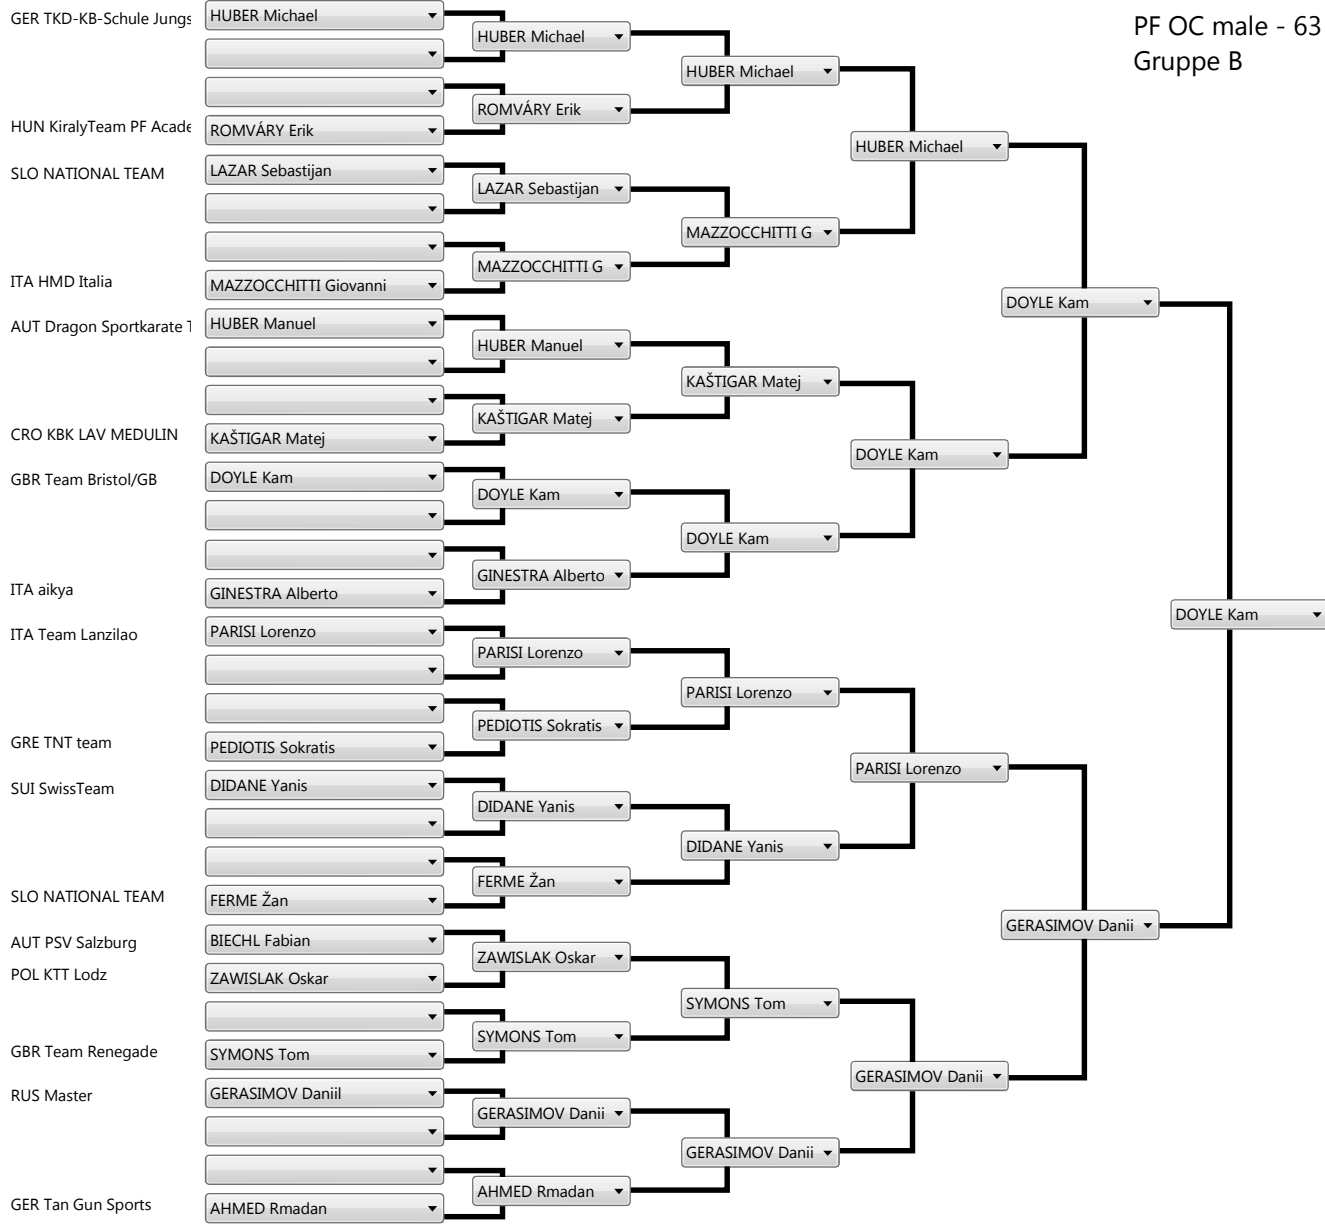 PF OC male - 63
Gruppe B
GER TKD-KB-Schule Jungs
HUBER Michael
HUN KiralyTeam PF Acade
ROMVÁRY Erik
SLO NATIONAL TEAM
LAZAR Sebastijan
ITA HMD Italia
MAZZOCCHITTI Giovanni
AUT Dragon Sportkarate T
HUBER Manuel
CRO KBK LAV MEDULIN
KAŠTIGAR Matej
GBR Team Bristol/GB
DOYLE Kam
ITA aikya
GINESTRA Alberto
ITA Team Lanzilao
PARISI Lorenzo
GRE TNT team
PEDIOTIS Sokratis
SUI SwissTeam
DIDANE Yanis
SLO NATIONAL TEAM
FERME Žan
AUT PSV Salzburg
BIECHL Fabian
POL KTT Lodz
ZAWISLAK Oskar
GBR Team Renegade
SYMONS Tom
RUS Master
GERASIMOV Daniil
GER Tan Gun Sports
AHMED Rmadan
HUBER Michael
ROMVÁRY Erik
LAZAR Sebastijan
MAZZOCCHITTI G
HUBER Manuel
KAŠTIGAR Matej
DOYLE Kam
GINESTRA Alberto
PARISI Lorenzo
PEDIOTIS Sokratis
DIDANE Yanis
FERME Žan
ZAWISLAK Oskar
SYMONS Tom
GERASIMOV Danii
AHMED Rmadan
HUBER Michael
MAZZOCCHITTI G
KAŠTIGAR Matej
DOYLE Kam
PARISI Lorenzo
DIDANE Yanis
SYMONS Tom
GERASIMOV Danii
HUBER Michael
DOYLE Kam
PARISI Lorenzo
GERASIMOV Danii
DOYLE Kam
GERASIMOV Danii
DOYLE Kam